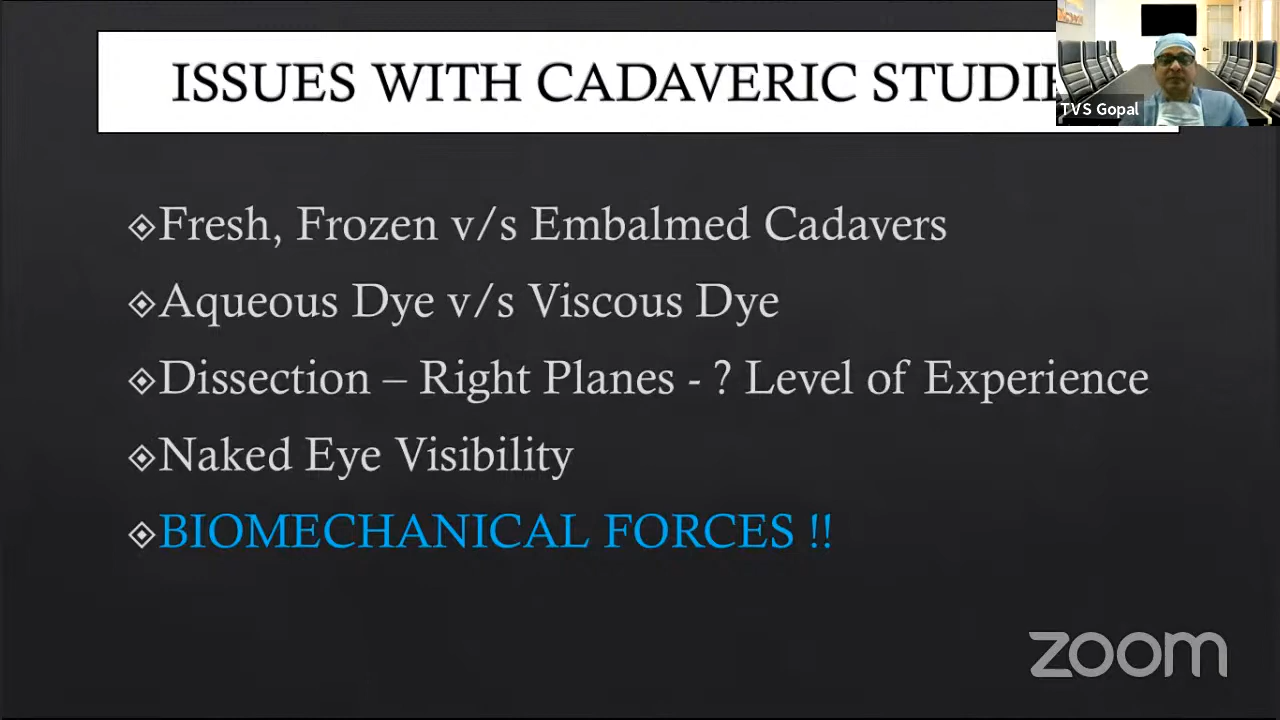 ISSUES WITH CADAVERIC
TVS Gopal
Fresh, Frozen v/s Embalmed Cadavers
Aqueous Dye v/s Viscous Dye
Dissection – Right Planes - ? Level of Experience
Naked Eye Visibility
BIOMECHANICAL FORCES !!
zoom